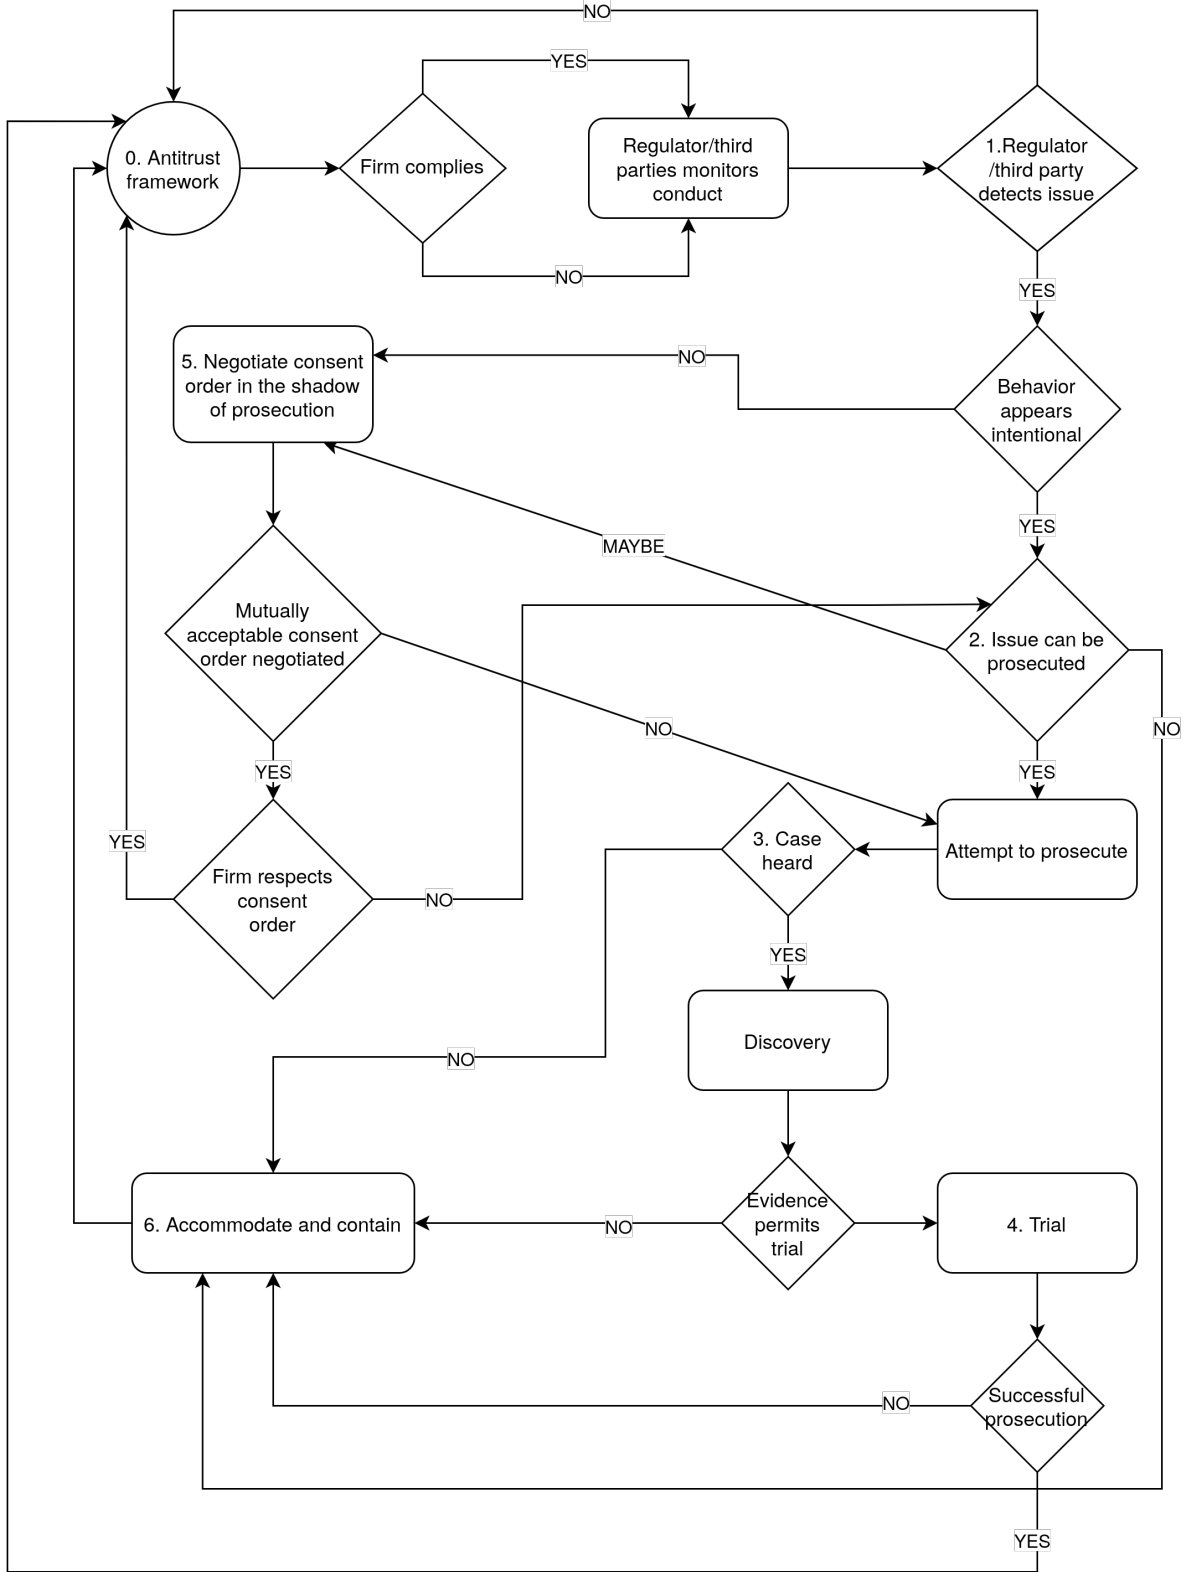 NO
YES
0. Antitrust
framework
Firm complies
Regulator/third
parties monitors
conduct
1.Regulator
/third party
detects issue
NO
YES
5. Negotiate consent
order in the shadow
of prosecution
NO
Behavior
appears
intentional
YES
MAYBE
Mutually
acceptable consent
order negotiated
2. Issue can be
prosecuted
NO
NO
YES
YES
3. Case
heard
Attempt to prosecute
YES
Firm respects
consent
order
NO
YES
Discovery
NO
6. Accommodate and contain
NO
Evidence
permits
trial
4. Trial
NO
Successful
prosecution
YES